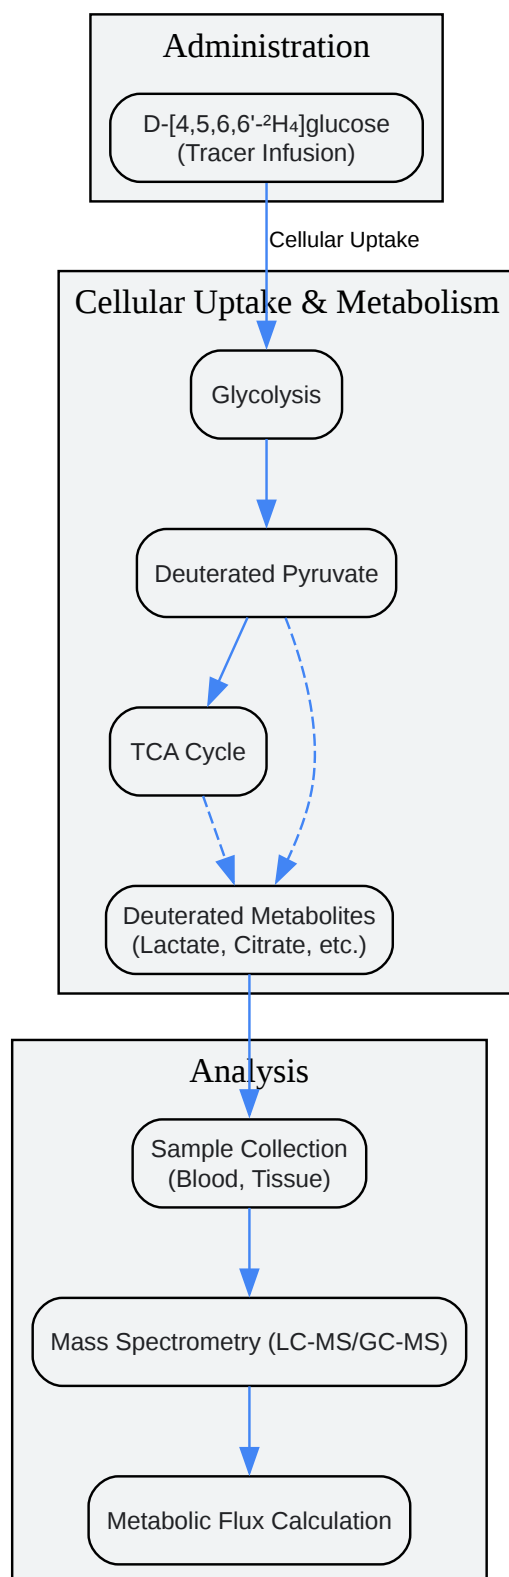 Administration
D-[4,5,6,6'-²H₄]glucose
(Tracer Infusion)
Cellular Uptake
Cellular Uptake & Metabolism
Glycolysis
Deuterated Pyruvate
TCA Cycle
Deuterated Metabolites
(Lactate, Citrate, etc.)
Analysis
Sample Collection
(Blood, Tissue)
Mass Spectrometry (LC-MS/GC-MS)
Metabolic Flux Calculation